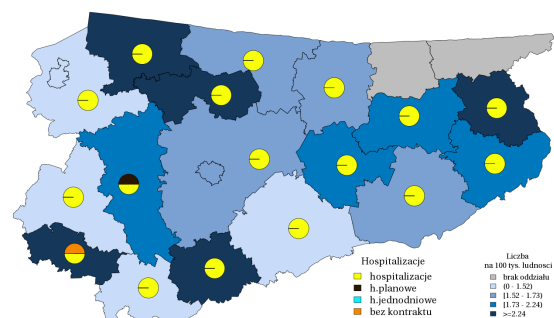 Hospitalizacje
hospitalizacje
h.planowe
h.jednodniowe
bez kontraktu
Liczba
na 100 tys. ludnosci
brak oddziału
(0 - 1.52)
[1.52 - 1.73)
[1.73 - 2.24)
>=2.24